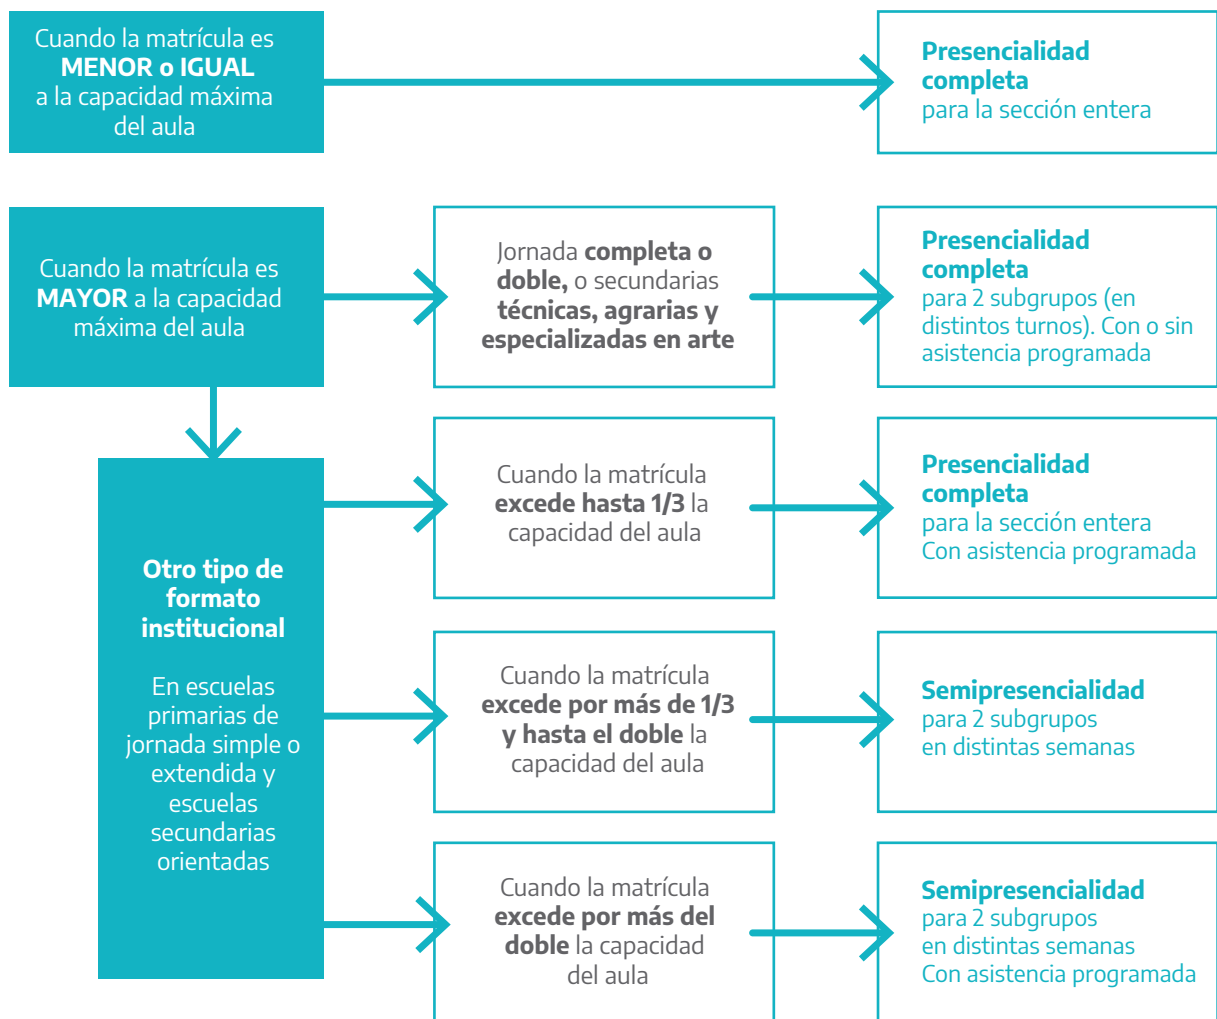 Cuando la matrícula es
MENOR o IGUAL
a la capacidad máxima
del aula
Presencialidad
completa
para la sección entera
Cuando la matrícula es
MAYOR a la capacidad
máxima del aula
Jornada completa o
doble, o secundarias
técnicas, agrarias y
especializadas en arte
Presencialidad
completa
para 2 subgrupos (en
distintos turnos). Con o sin
asistencia programada
Otro tipo de
formato
institucional
En escuelas
primarias de
jornada simple o
extendida y
escuelas
secundarias
orientadas
Cuando la matrícula
excede hasta 1/3 la
capacidad del aula
Presencialidad
completa
para la sección entera
Con asistencia programada
Cuando la matrícula
excede por más de 1/3
y hasta el doble la
capacidad del aula
Semipresencialidad
para 2 subgrupos
en distintas semanas
Cuando la matrícula
excede por más del
doble la capacidad
del aula
Semipresencialidad
para 2 subgrupos
en distintas semanas
Con asistencia programada